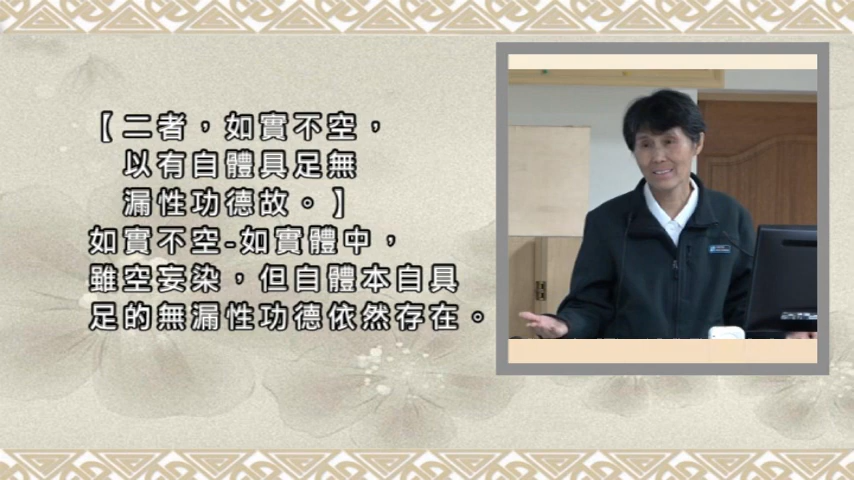 【二者，如實不空，
以有自體具足無
漏性功德故。】
如實不空-如實體中，
雖空妄染，但自體本自具
足的無漏性功德依然存在。